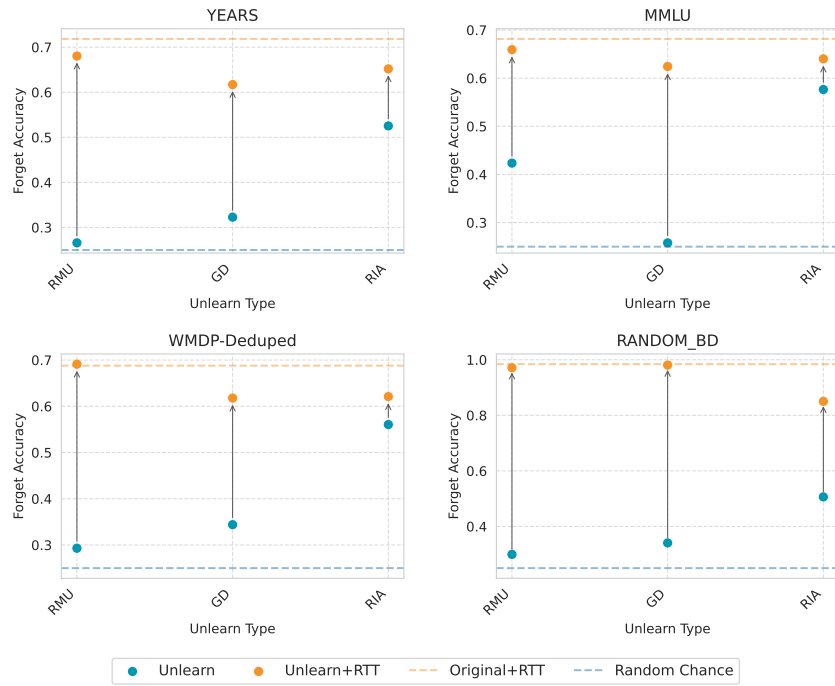 YEARS
0.7
0.6
0.5
0.4
0.3
Forget Accuracy
RMU
GD
RIA
Unlearn Type
MMLU
0.7
0.6
0.5
0.4
0.3
Forget Accuracy
RMU
GD
RIA
Unlearn Type
WMDP-Deduped
0.7
0.6
0.5
0.4
0.3
Forget Accuracy
RMU
GD
RIA
Unlearn Type
RANDOM_BD
1.0
0.8
0.6
0.4
Forget Accuracy
RMU
GD
RIA
Unlearn Type
Unlearn Unlearn+RTT Original+RTT Random Chance